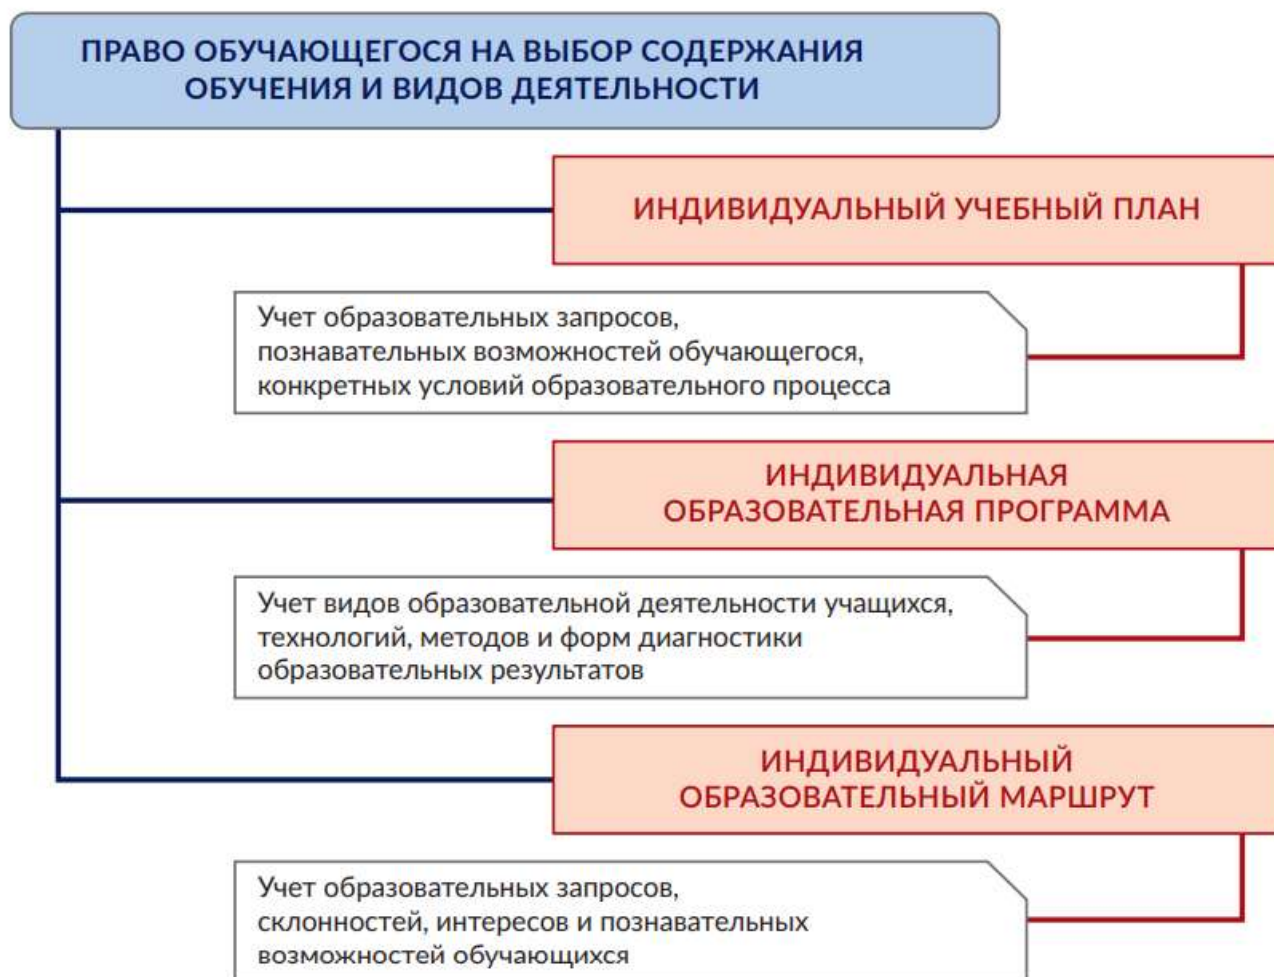 ПРАВО ОБУЧАЮЩЕГОСЯ НА ВЫБОР СОДЕРЖАНИЯ
ОБУЧЕНИЯ И ВИДОВ ДЕЯТЕЛЬНОСТИ
ИНДИВИДУАЛЬНЫЙ УЧЕБНЫЙ ПЛАН
Учет образовательных запросов,
познавательных возможностей обучающегося,
конкретных условий образовательного процесса
ИНДИВИДУАЛЬНАЯ
ОБРАЗОВАТЕЛЬНАЯ ПРОГРАММА
Учет видов образовательной деятельности учащихся,
технологий, методов и форм диагностики
образовательных результатов
ИНДИВИДУАЛЬНЫЙ
ОБРАЗОВАТЕЛЬНЫЙ МАРШРУТ
Учет образовательных запросов,
склонностей, интересов и познавательных
возможностей обучающихся